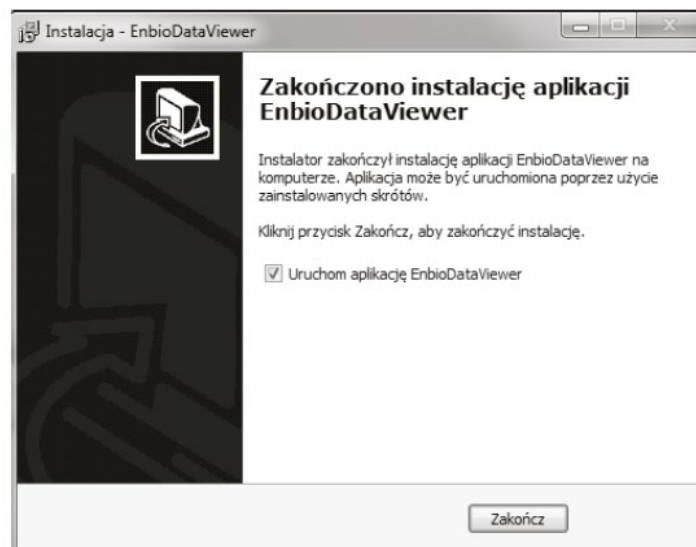 Instalacja - EnbioDataViewer
Zakończono instalację aplikacji
EnbioDataViewer
Instalator zakończył instalację aplikacji EnbioDataViewer na
komputerze. Aplikacja może być uruchomiona poprzez użycie
zainstalowanych skrótów.
Kliknij przycisk Zakończ, aby zakończyć instalację.
Uruchom aplikację EnbioDataViewer
Zakończ